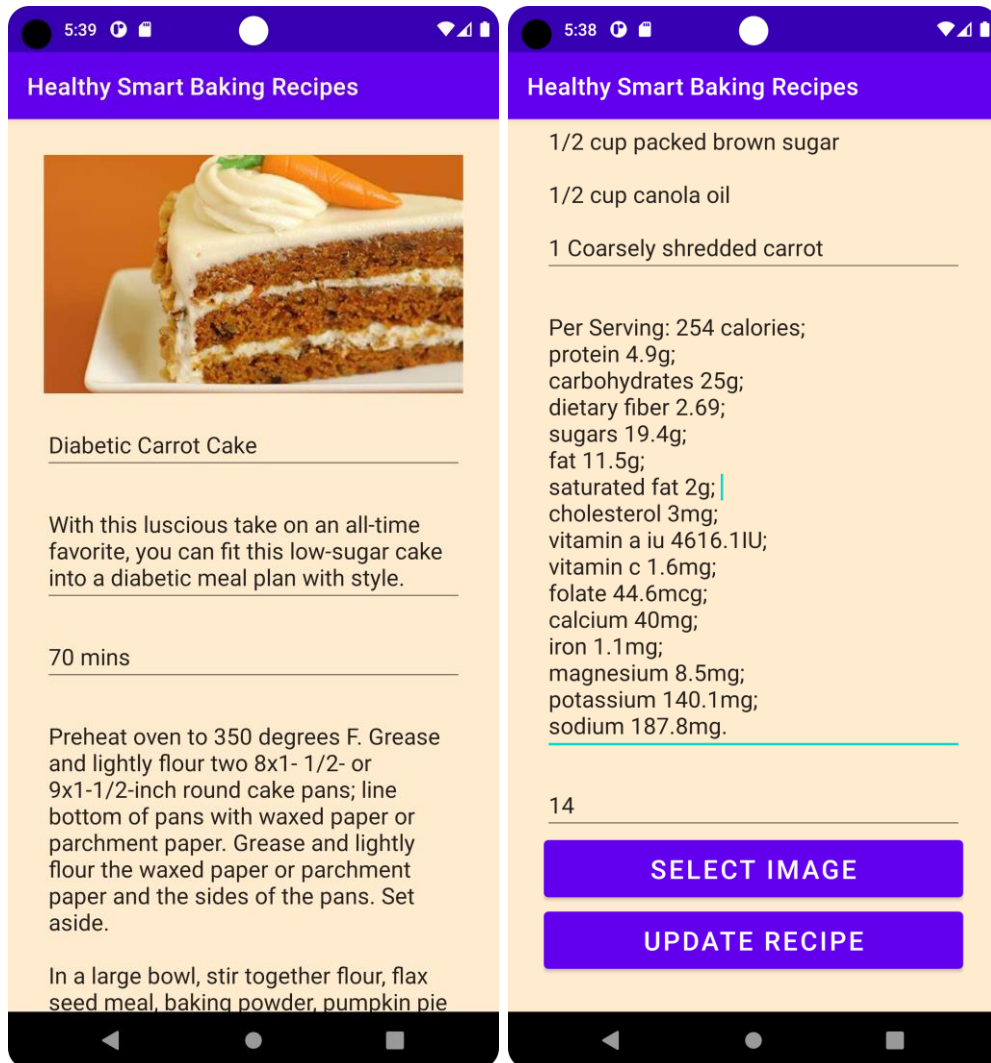 5:39
Healthy Smart Baking Recipes
Diabetic Carrot Cake
With this luscious take on an all-time
favorite, you can fit this low-sugar cake
into a diabetic meal plan with style.
70 mins
Preheat oven to 350 degrees F. Grease
and lightly flour two 8x1- 1/2- or
9x1-1/2-inch round cake pans; line
bottom of pans with waxed paper or
parchment paper. Grease and lightly
flour the waxed paper or parchment
paper and the sides of the pans. Set
aside.
In a large bowl, stir together flour, flax
seed meal, baking powder, pumpkin pie
5:38
Healthy Smart Baking Recipes
1/2 cup packed brown sugar
1/2 cup canola oil
1 Coarsely shredded carrot
Per Serving: 254 calories;
protein 4.9g;
carbohydrates 25g;
dietary fiber 2.69;
sugars 19.4g;
fat 11.5g;
saturated fat 2g;
cholesterol 3mg;
vitamin a iu 4616.1IU;
vitamin c 1.6mg;
folate 44.6mcg;
calcium 40mg;
iron 1.1mg;
magnesium 8.5mg;
potassium 140.1mg;
sodium 187.8mg.
14
SELECT IMAGE
UPDATE RECIPE